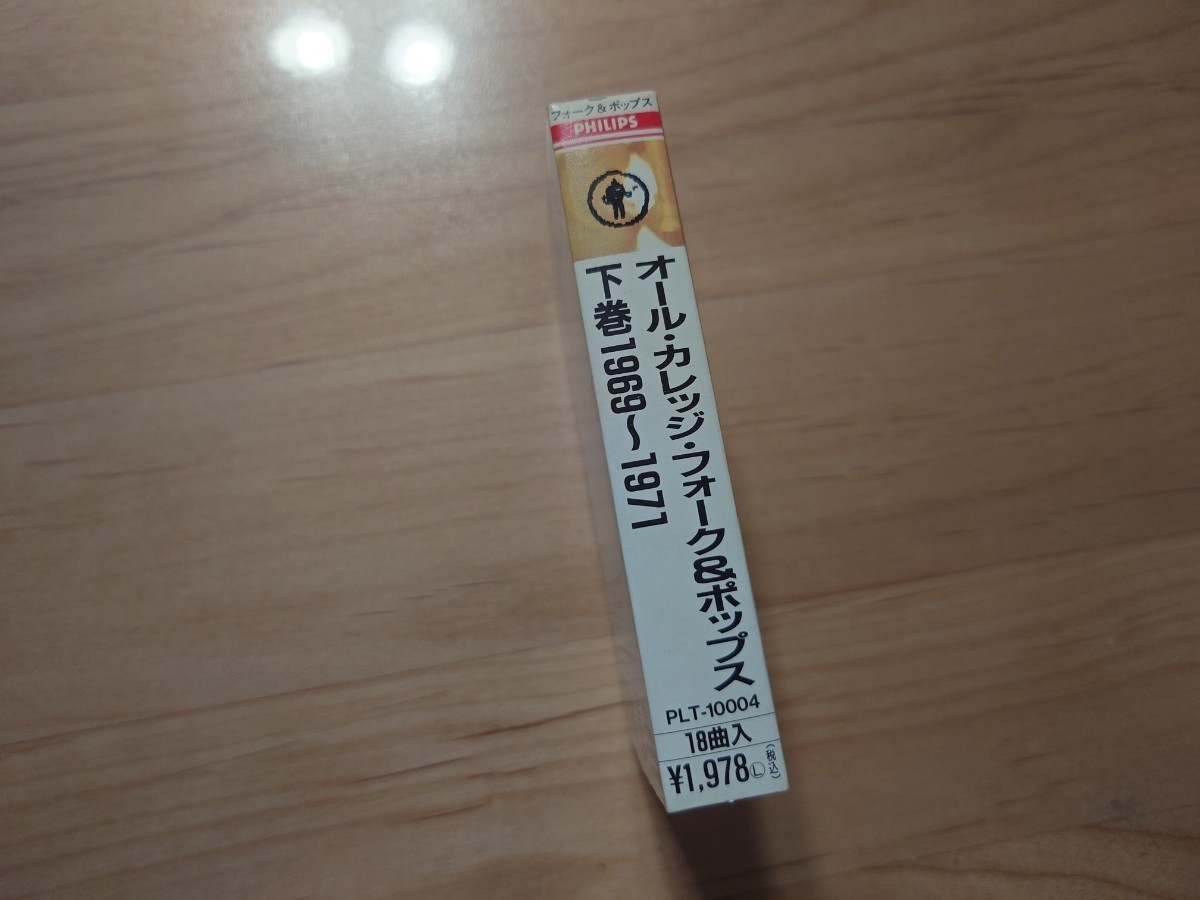 フォーク&ポップス
PHILIPS
オール・カレッジ・フォーク&ポップス
下巻1969～1971
PLT-10004
18曲入
¥1,978Ⓛ(税込)